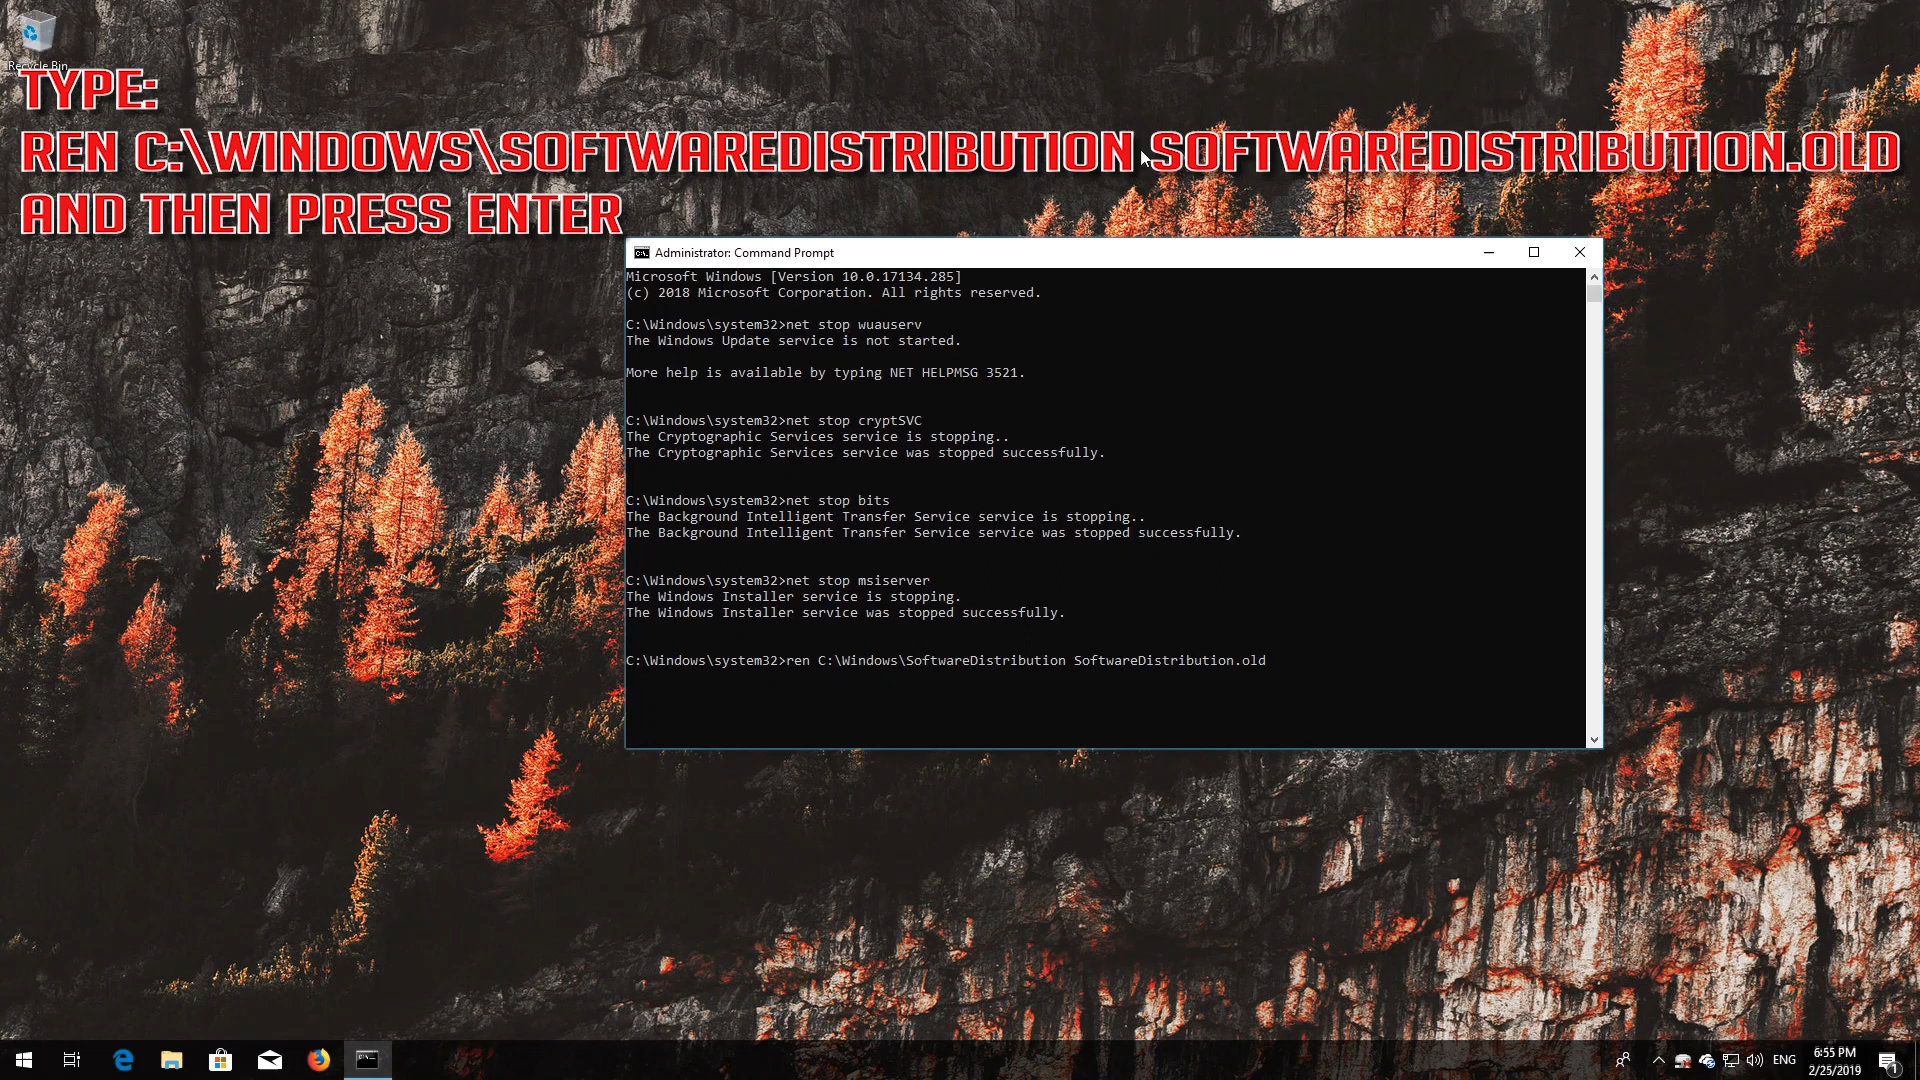 Recycle Bin
TYPE:
REN C:\WINDOWS\SOFTWAREDISTRIBUTION SOFTWAREDISTRIBUTION.OLD
AND THEN PRESS ENTER
Administrator: Command Prompt
Microsoft Windows [Version 10.0.17134.285]
(c) 2018 Microsoft Corporation. All rights reserved.
C:\Windows\system32>net stop wuauserv
The Windows Update service is not started.
More help is available by typing NET HELPMSG 3521.
C:\Windows\system32>net stop cryptSVC
The Cryptographic Services service is stopping..
The Cryptographic Services service was stopped successfully.
C:\Windows\system32>net stop bits
The Background Intelligent Transfer Service service is stopping..
The Background Intelligent Transfer Service service was stopped successfully.
C:\Windows\system32>net stop msiserver
The Windows Installer service is stopping.
The Windows Installer service was stopped successfully.
C:\Windows\system32>ren C:\Windows\SoftwareDistribution SoftwareDistribution.old
ENG
6:55 PM
2/25/2019
1